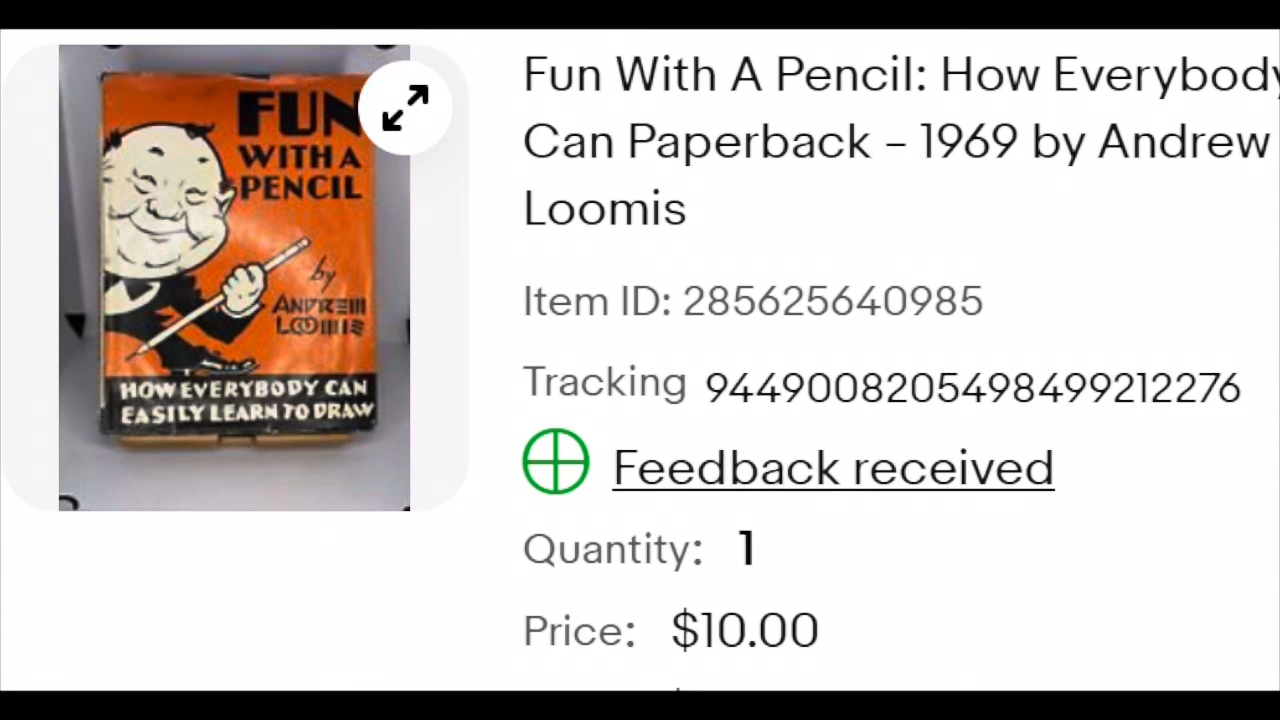 FUN
WITH A
PENCIL
by
ANDREW
LOOMIS
HOW EVERYBODY CAN
EASILY LEARN TO DRAW
Fun With A Pencil: How Everybody
Can Paperback – 1969 by Andrew
Loomis
Item ID: 285625640985
Tracking 9449008205498499212276
Feedback received
Quantity: 1
Price: $10.00